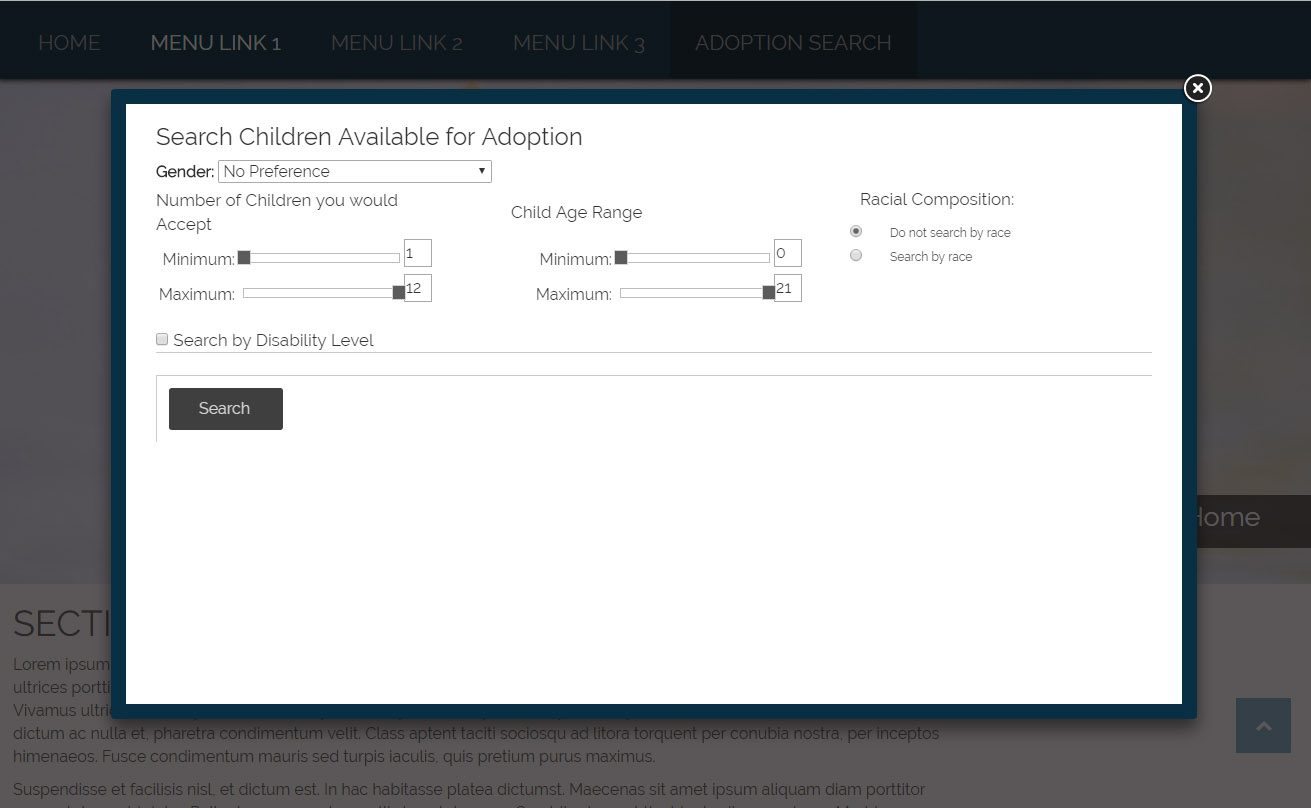 HOME MENU LINK 1 MENU LINK 2 MENU LINK 3 ADOPTION SEARCH
Search Children Available for Adoption
Gender: No Preference
Number of Children you would
Accept
Minimum: 1
Maximum: 12
Child Age Range
Minimum: 0
Maximum: 21
Racial Composition:
Do not search by race
Search by race
Search by Disability Level
Search
Home
SECTI
Lorem ipsum
ultrices portti
Vivamus ultri
dictum ac nulla et, pharetra condimentum velit. Class aptent taciti sociosqu ad litora torquent per conubia nostra, per inceptos
himenaeos. Fusce condimentum mauris sed turpis iaculis, quis pretium purus maximus.
Suspendisse et facilisis nisl, et dictum est. In hac habitasse platea dictumst. Maecenas sit amet ipsum aliquam diam porttitor